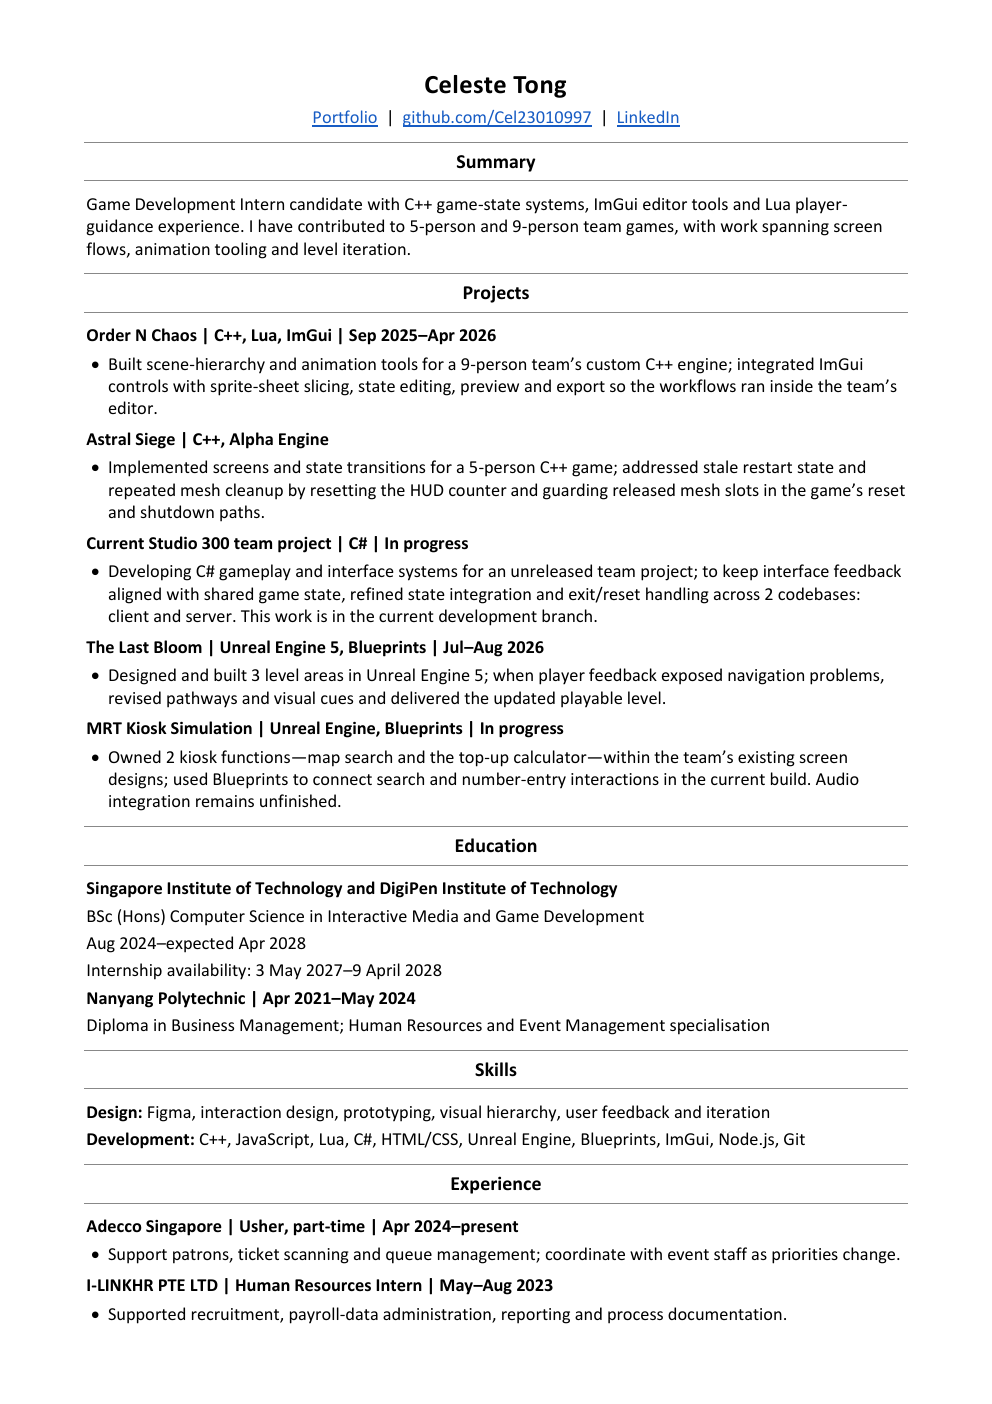 Celeste Tong
Portfolio | github.com/Cel23010997 | LinkedIn
Summary
Game Development Intern candidate with C++ game-state systems, ImGui editor tools and Lua player-
guidance experience. I have contributed to 5-person and 9-person team games, with work spanning screen
flows, animation tooling and level iteration.
Projects
Order N Chaos | C++, Lua, ImGui | Sep 2025–Apr 2026
• Built scene-hierarchy and animation tools for a 9-person team’s custom C++ engine; integrated ImGui
controls with sprite-sheet slicing, state editing, preview and export so the workflows ran inside the team’s
editor.
Astral Siege | C++, Alpha Engine
• Implemented screens and state transitions for a 5-person C++ game; addressed stale restart state and
repeated mesh cleanup by resetting the HUD counter and guarding released mesh slots in the game’s reset
and shutdown paths.
Current Studio 300 team project | C# | In progress
• Developing C# gameplay and interface systems for an unreleased team project; to keep interface feedback
aligned with shared game state, refined state integration and exit/reset handling across 2 codebases:
client and server. This work is in the current development branch.
The Last Bloom | Unreal Engine 5, Blueprints | Jul–Aug 2026
• Designed and built 3 level areas in Unreal Engine 5; when player feedback exposed navigation problems,
revised pathways and visual cues and delivered the updated playable level.
MRT Kiosk Simulation | Unreal Engine, Blueprints | In progress
• Owned 2 kiosk functions—map search and the top-up calculator—within the team’s existing screen
designs; used Blueprints to connect search and number-entry interactions in the current build. Audio
integration remains unfinished.
Education
Singapore Institute of Technology and DigiPen Institute of Technology
BSc (Hons) Computer Science in Interactive Media and Game Development
Aug 2024–expected Apr 2028
Internship availability: 3 May 2027–9 April 2028
Nanyang Polytechnic | Apr 2021–May 2024
Diploma in Business Management; Human Resources and Event Management specialisation
Skills
Design: Figma, interaction design, prototyping, visual hierarchy, user feedback and iteration
Development: C++, JavaScript, Lua, C#, HTML/CSS, Unreal Engine, Blueprints, ImGui, Node.js, Git
Experience
Adecco Singapore | Usher, part-time | Apr 2024–present
• Support patrons, ticket scanning and queue management; coordinate with event staff as priorities change.
I-LINKHR PTE LTD | Human Resources Intern | May–Aug 2023
• Supported recruitment, payroll-data administration, reporting and process documentation.